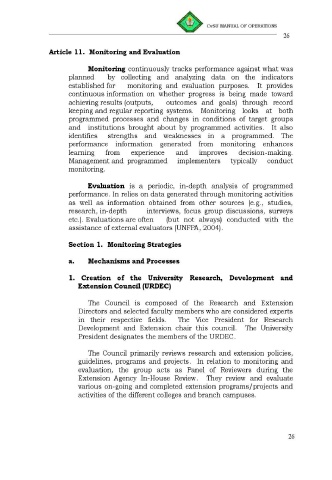 CvSU MANUAL OF OPERATIONS
26
Article 11. Monitoring and Evaluation
Monitoring continuously tracks performance against what was
planned by collecting and analyzing data on the indicators
established for monitoring and evaluation purposes. It provides
continuous information on whether progress is being made toward
achieving results (outputs, outcomes and goals) through record
keeping and regular reporting systems. Monitoring looks at both
programmed processes and changes in conditions of target groups
and institutions brought about by programmed activities. It also
identifies strengths and weaknesses in a programmed. The
performance information generated from monitoring enhances
learning from experience and improves decision-making.
Management and programmed implementers typically conduct
monitoring.
Evaluation is a periodic, in-depth analysis of programmed
performance. In relies on data generated through monitoring activities
as well as information obtained from other sources (e.g., studies,
research, in-depth interviews, focus group discussions, surveys
etc.). Evaluations are often (but not always) conducted with the
assistance of external evaluators (UNFPA, 2004).
Section 1. Monitoring Strategies
a. Mechanisms and Processes
1. Creation of the University Research, Development and
Extension Council (URDEC)
The Council is composed of the Research and Extension
Directors and selected faculty members who are considered experts
in their respective fields. The Vice President for Research
Development and Extension chair this council. The University
President designates the members of the URDEC.
The Council primarily reviews research and extension policies,
guidelines, programs and projects. In relation to monitoring and
evaluation, the group acts as Panel of Reviewers during the
Extension Agency In-House Review. They review and evaluate
various on-going and completed extension programs/projects and
activities of the different colleges and branch campuses.
26